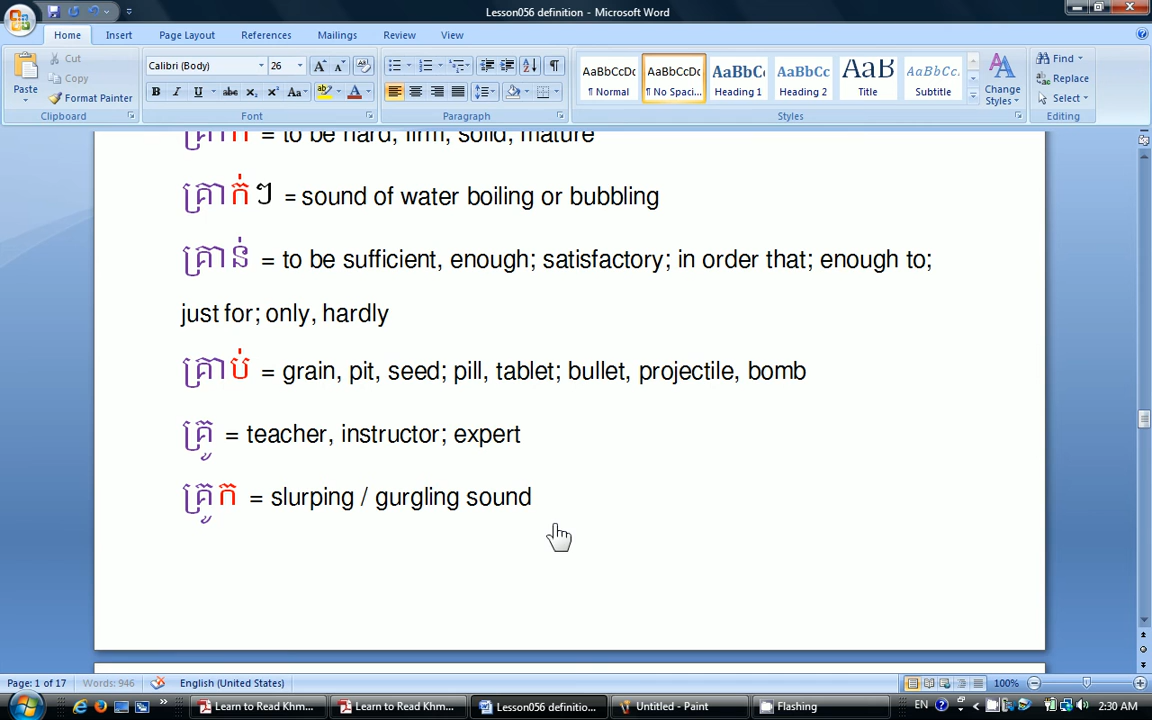 Lesson056 definition - Microsoft Word
Home Insert Page Layout References Mailings Review View
Calibri (Body) 26
Paste
Cut
Copy
Format Painter
AaBbCcDc AaBbCcDc AaBbCc AaBbCc AaB AaBbCc.
¶ Normal ¶ No Spaci... Heading 1 Heading 2 Title Subtitle
Change Styles
Find
Replace
Select
Clipboard Font Paragraph Styles Editing
= to be hard, firm, solid, mature
គ្រាក់ៗ = sound of water boiling or bubbling
គ្រាន់ = to be sufficient, enough; satisfactory; in order that; enough to;
just for; only, hardly
គ្រាប់ = grain, pit, seed; pill, tablet; bullet, projectile, bomb
គ្រូ = teacher, instructor; expert
គ្រូក = slurping / gurgling sound
Page: 1 of 17 Words: 946 English (United States) 100%
Learn to Read Khm... Learn to Read Khm... Lesson056 definitio... Untitled - Paint Flashing EN 2:30 AM